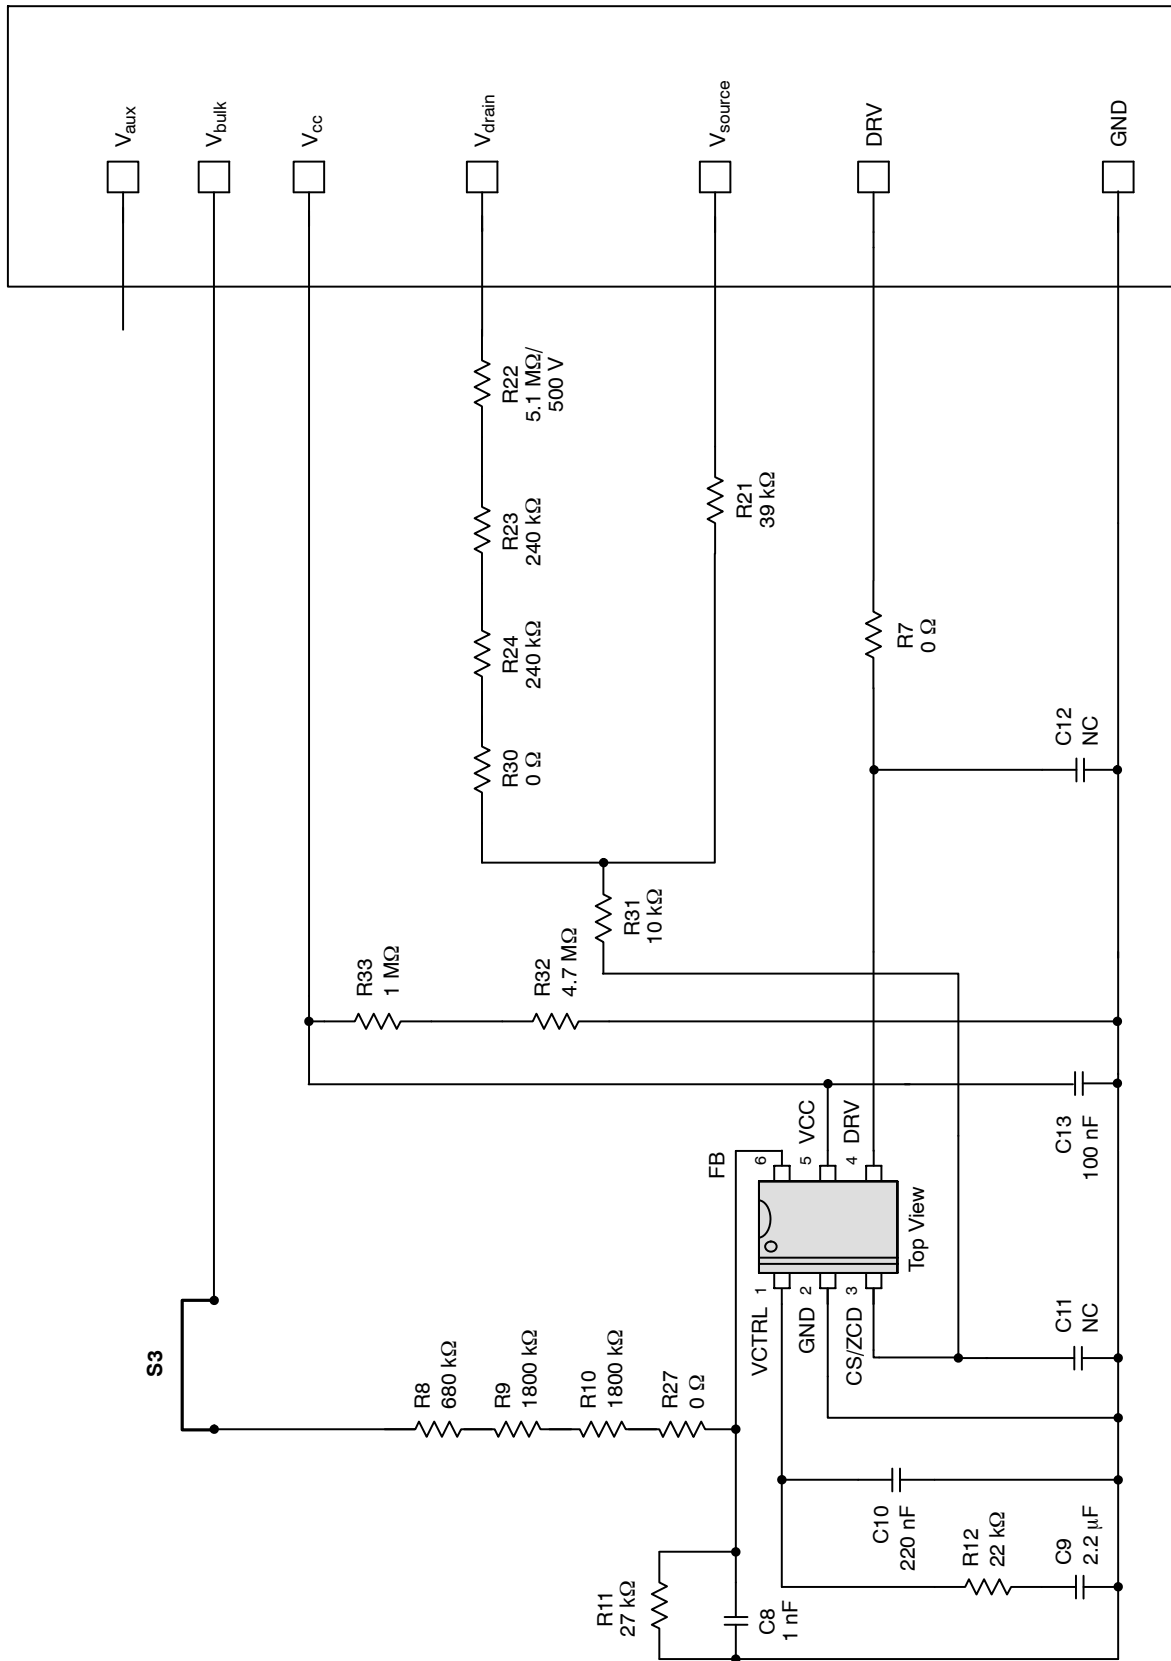 Vaux
Vbulk
Vcc
Vdrain
Vsource
DRV
GND
R22
5.1 MΩ/
500 V
R23
240 kΩ
R24
240 kΩ
R30
0 Ω
R21
39 kΩ
R7
0 Ω
C12
NC
R31
10 kΩ
R33
1 MΩ
R32
4.7 MΩ
C13
100 nF
FB
6
5
VCC
4
DRV
Top View
1
VCTRL
2
GND
3
CS/ZCD
C11
NC
S3
R8
680 kΩ
R9
1800 kΩ
R10
1800 kΩ
R27
0 Ω
C10
220 nF
R12
22 kΩ
C9
2.2 μF
R11
27 kΩ
C8
1 nF